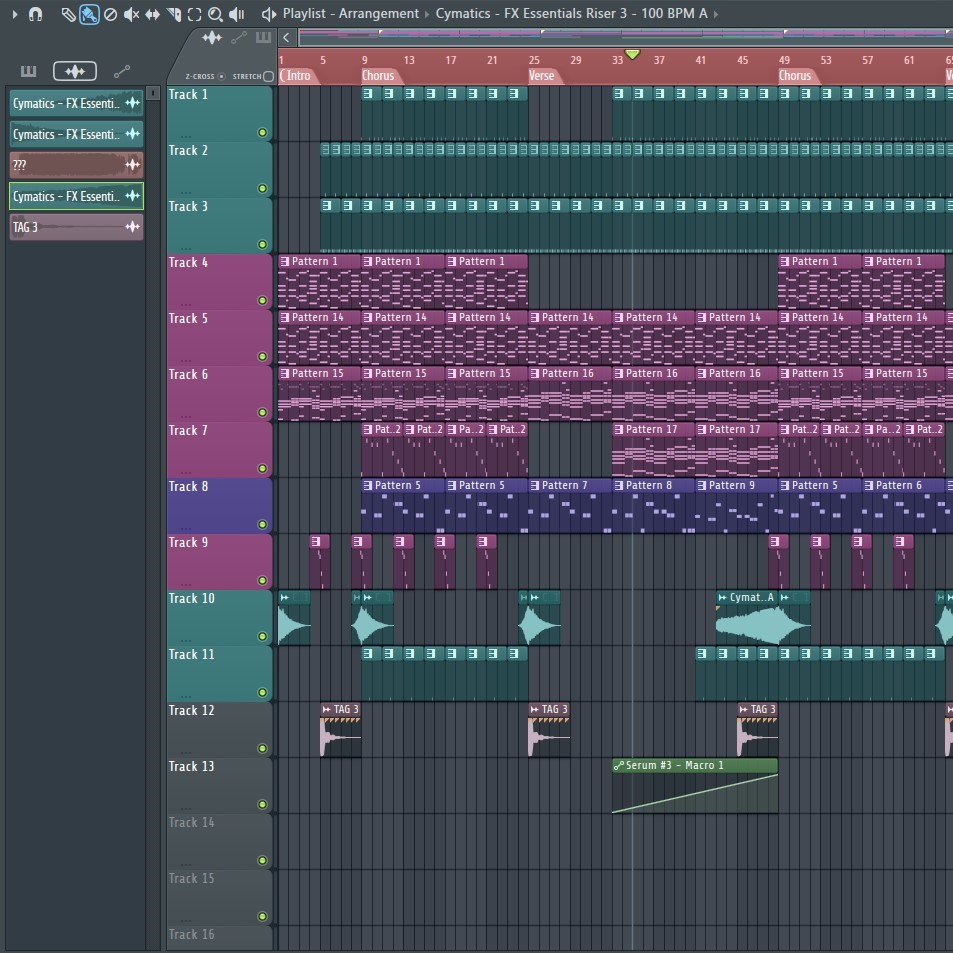 Playlist - Arrangement ▸ Cymatics - FX Essentials Riser 3 - 100 BPM A ▸
Z-CROSS STRETCH
1 5 9 13 17 21 25 29 33 37 41 45 49 53 57 61 65
Intro Chorus Verse Chorus
Cymatics - FX Essenti..
Cymatics - FX Essenti..
???
Cymatics - FX Essenti..
TAG 3
Track 1
Track 2
Track 3
Track 4 Pattern 1 Pattern 1 Pattern 1 Pattern 1 Pattern 1
Track 5 Pattern 14 Pattern 14 Pattern 14 Pattern 14 Pattern 14 Pattern 14 Pattern 14 Pattern 14
Track 6 Pattern 15 Pattern 15 Pattern 15 Pattern 16 Pattern 16 Pattern 16 Pattern 15 Pattern 15
Track 7 Pat..2 Pat..2 Pa..2 Pat..2 Pattern 17 Pattern 17 Pat..2 Pat..2 Pa..2 Pat..2
Track 8 Pattern 5 Pattern 5 Pattern 7 Pattern 8 Pattern 9 Pattern 5 Pattern 6
Track 9
Track 10 Cymat..A
Track 11
Track 12 TAG 3 TAG 3 TAG 3
Track 13 Serum #3 - Macro 1
Track 14
Track 15
Track 16